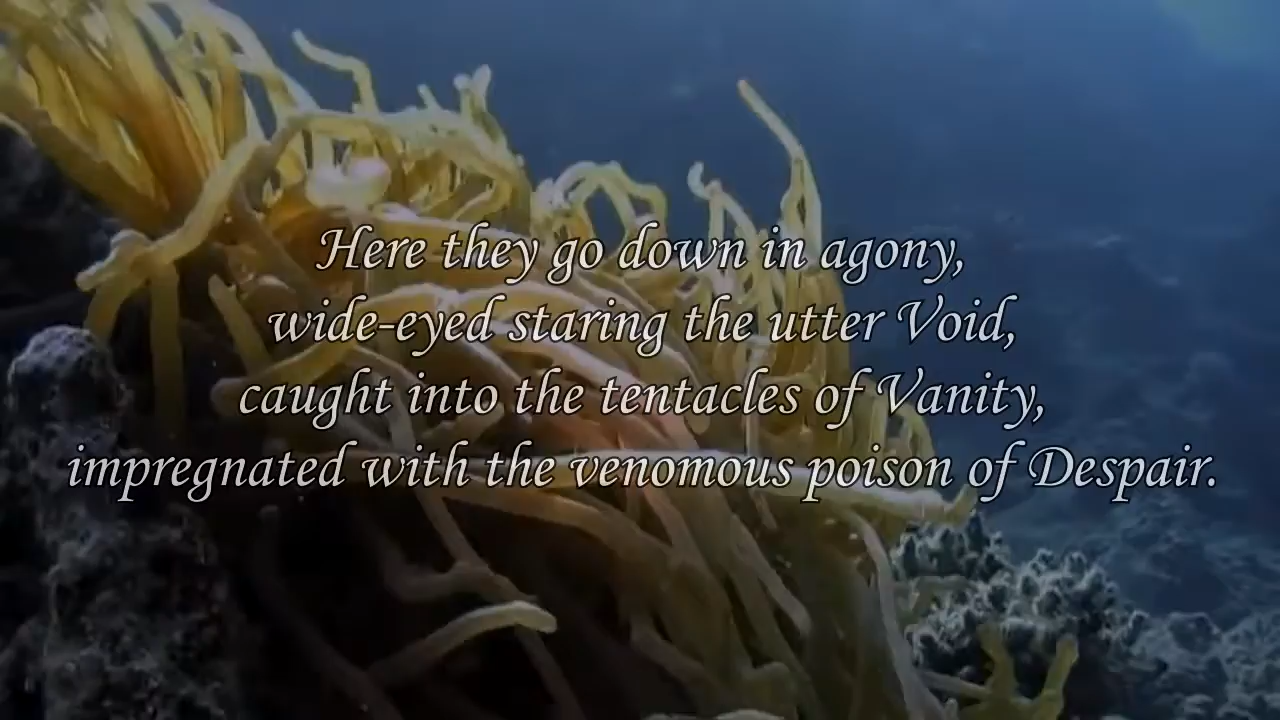 Here they go down in agony,
wide-eyed staring the utter Void,
caught into the tentacles of Vanity,
impregnated with the venomous poison of Despair.